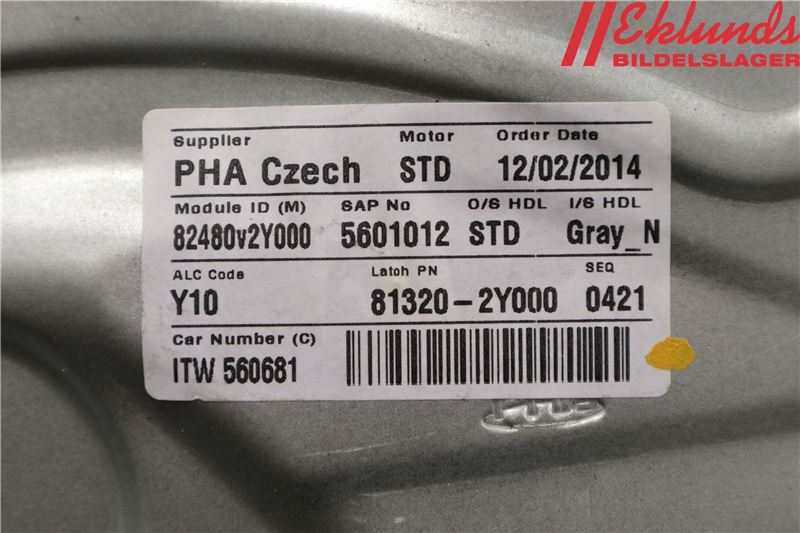 Eklunds
BILDELSLAGER
Supplier Motor Order Date
PHA Czech STD 12/02/2014
Module ID (M) SAP No O/S HDL I/S HDL
82480v2Y000 5601012 STD Gray_N
ALC Code Latch PN SEQ
Y10 81320-2Y000 0421
Car Number (C)
ITW 560681